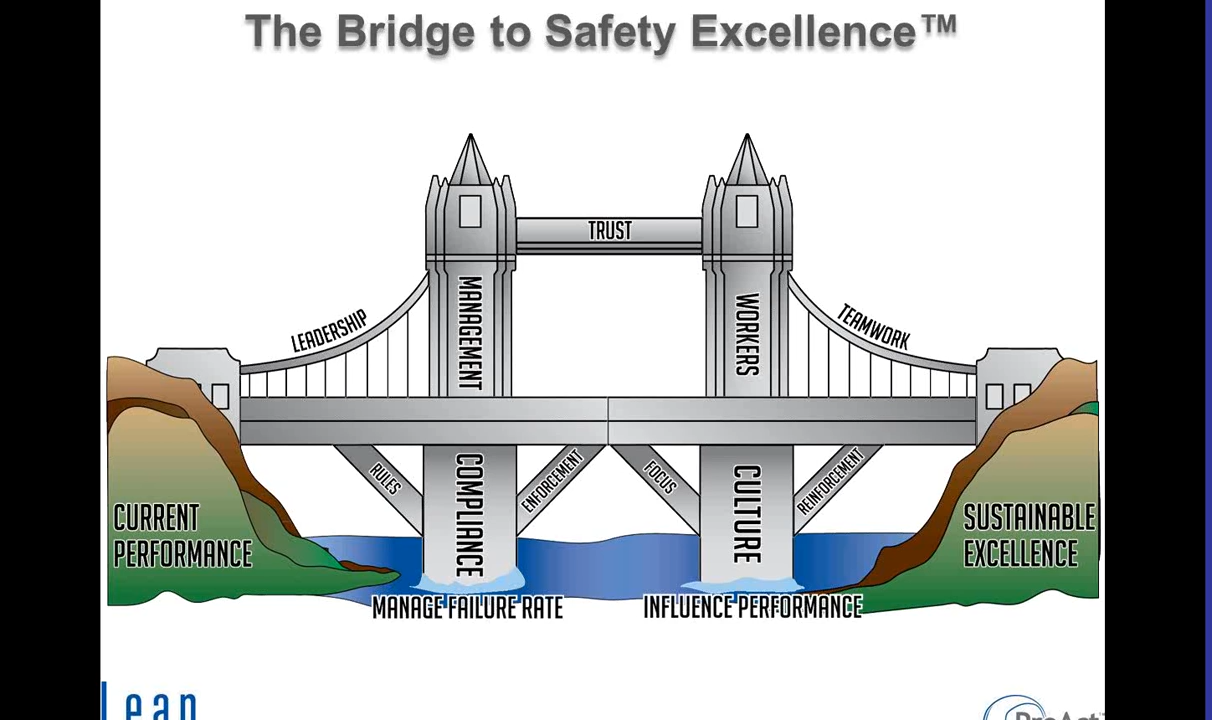 The Bridge to Safety Excellence™
TRUST
LEADERSHIP
MANAGEMENT
WORKERS
TEAMWORK
RULES
COMPLIANCE
ENFORCEMENT
FOCUS
CULTURE
REINFORCEMENT
CURRENT
PERFORMANCE
SUSTAINABLE
EXCELLENCE
MANAGE FAILURE RATE
INFLUENCE PERFORMANCE
Lean
ProAct